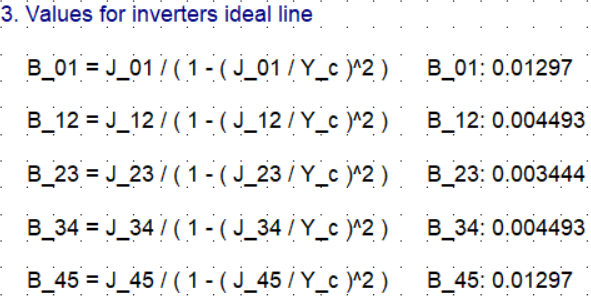 3. Values for inverters ideal line
B_01 = J_01 / ( 1 - ( J_01 / Y_c )^2 ) B_01: 0.01297
B_12 = J_12 / ( 1 - ( J_12 / Y_c )^2 ) B_12: 0.004493
B_23 = J_23 / ( 1 - ( J_23 / Y_c )^2 ) B_23: 0.003444
B_34 = J_34 / ( 1 - ( J_34 / Y_c )^2 ) B_34: 0.004493
B_45 = J_45 / ( 1 - ( J_45 / Y_c )^2 ) B_45: 0.01297